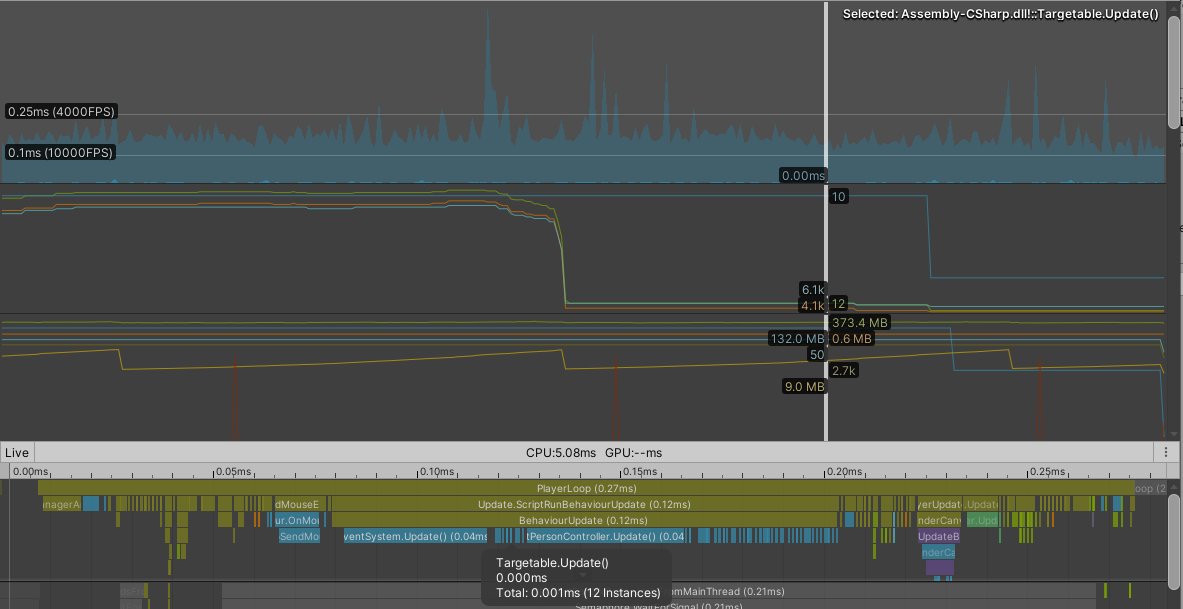 Selected: Assembly-CSharp.dll!::Targetable.Update()
0.25ms (4000FPS)
0.1ms (10000FPS)
0.00ms
10
6.1k
4.1k 12
373.4 MB
132.0 MB 0.6 MB
50
2.7k
9.0 MB
Live CPU:5.08ms GPU:--ms
0.00ms 0.05ms 0.10ms 0.15ms 0.20ms 0.25ms
PlayerLoop (0.27ms) oop (2
nagerA dMouseE Update.ScriptRunBehaviourUpdate (0.12ms) yerUpdat .Updat
ur.OnMou BehaviourUpdate (0.12ms) nderCanv er.Upd
SendMo ventSystem.Update() (0.04ms tPersonController.Update() (0.04 UpdateB
nderCa
Targetable.Update()
0.000ms
Total: 0.001ms (12 Instances) omMainThread (0.21ms)
Semaphore.WaitForSignal (0.21ms)